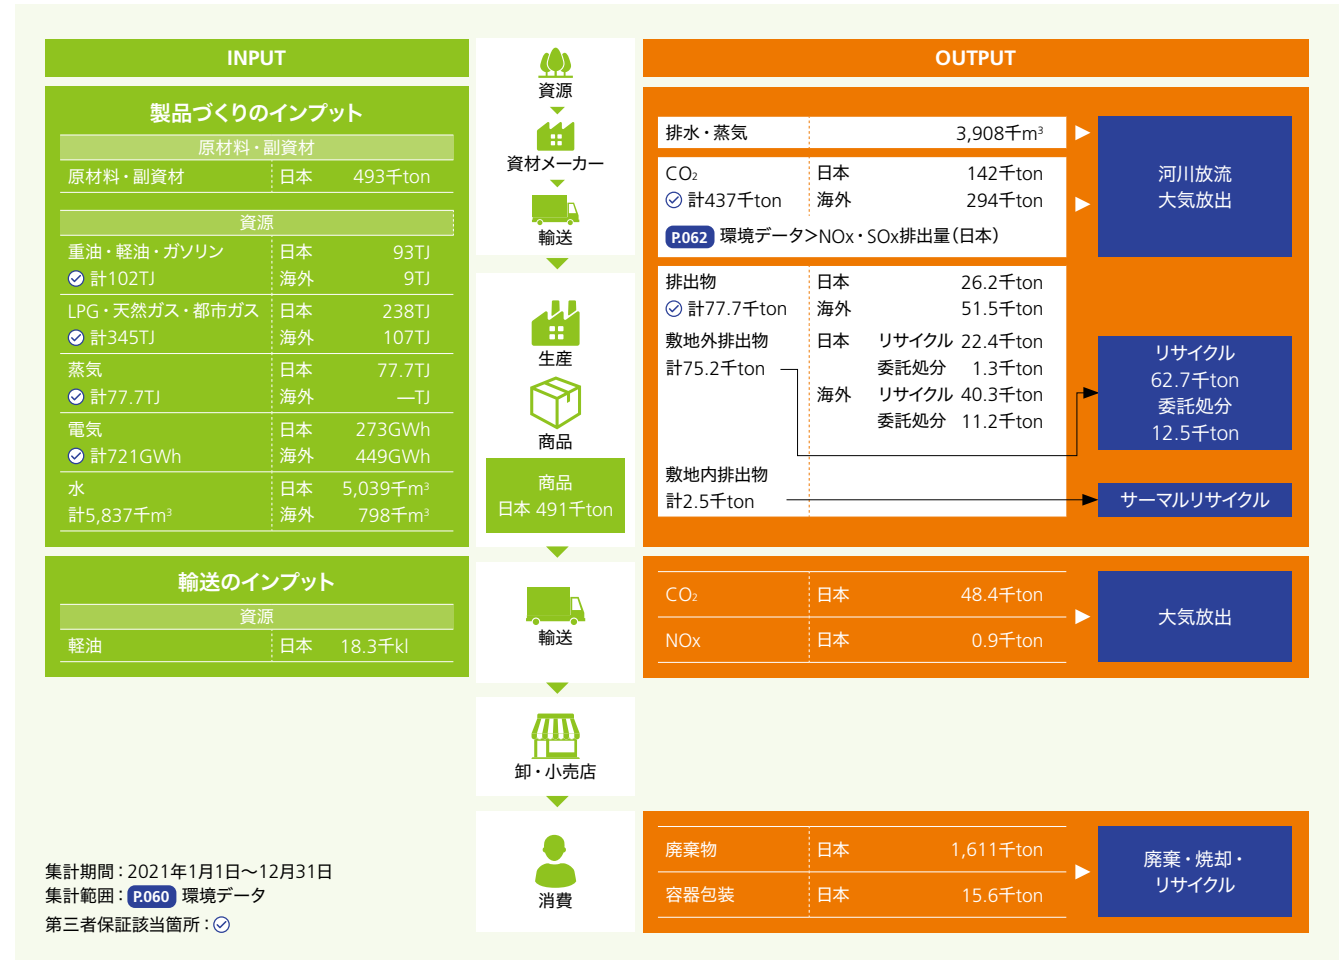 INPUT
製品づくりのインプット
原材料・副資材
原材料・副資材 日本 493千ton
資源
重油・軽油・ガソリン 日本 93TJ
計102TJ 海外 9TJ
LPG・天然ガス・都市ガス 日本 238TJ
計345TJ 海外 107TJ
蒸気 日本 77.7TJ
計77.7TJ 海外 —TJ
電気 日本 273GWh
計721GWh 海外 449GWh
水 日本 5,039千m³
計5,837千m³ 海外 798千m³
輸送のインプット
資源
軽油 日本 18.3千kl
資源
資材メーカー
輸送
生産
商品
商品
日本 491千ton
輸送
卸・小売店
消費
OUTPUT
排水・蒸気 3,908千m³
CO₂ 日本 142千ton
計437千ton 海外 294千ton
P.062 環境データ>NOx・SOx排出量(日本)
河川放流
大気放出
排出物 日本 26.2千ton
計77.7千ton 海外 51.5千ton
敷地外排出物 日本 リサイクル 22.4千ton
計75.2千ton 委託処分 1.3千ton
海外 リサイクル 40.3千ton
委託処分 11.2千ton
リサイクル
62.7千ton
委託処分
12.5千ton
敷地内排出物
計2.5千ton
サーマルリサイクル
CO₂ 日本 48.4千ton
NOx 日本 0.9千ton
大気放出
廃棄物 日本 1,611千ton
容器包装 日本 15.6千ton
廃棄・焼却・
リサイクル
集計期間:2021年1月1日〜12月31日
集計範囲:P.060 環境データ
第三者保証該当箇所: